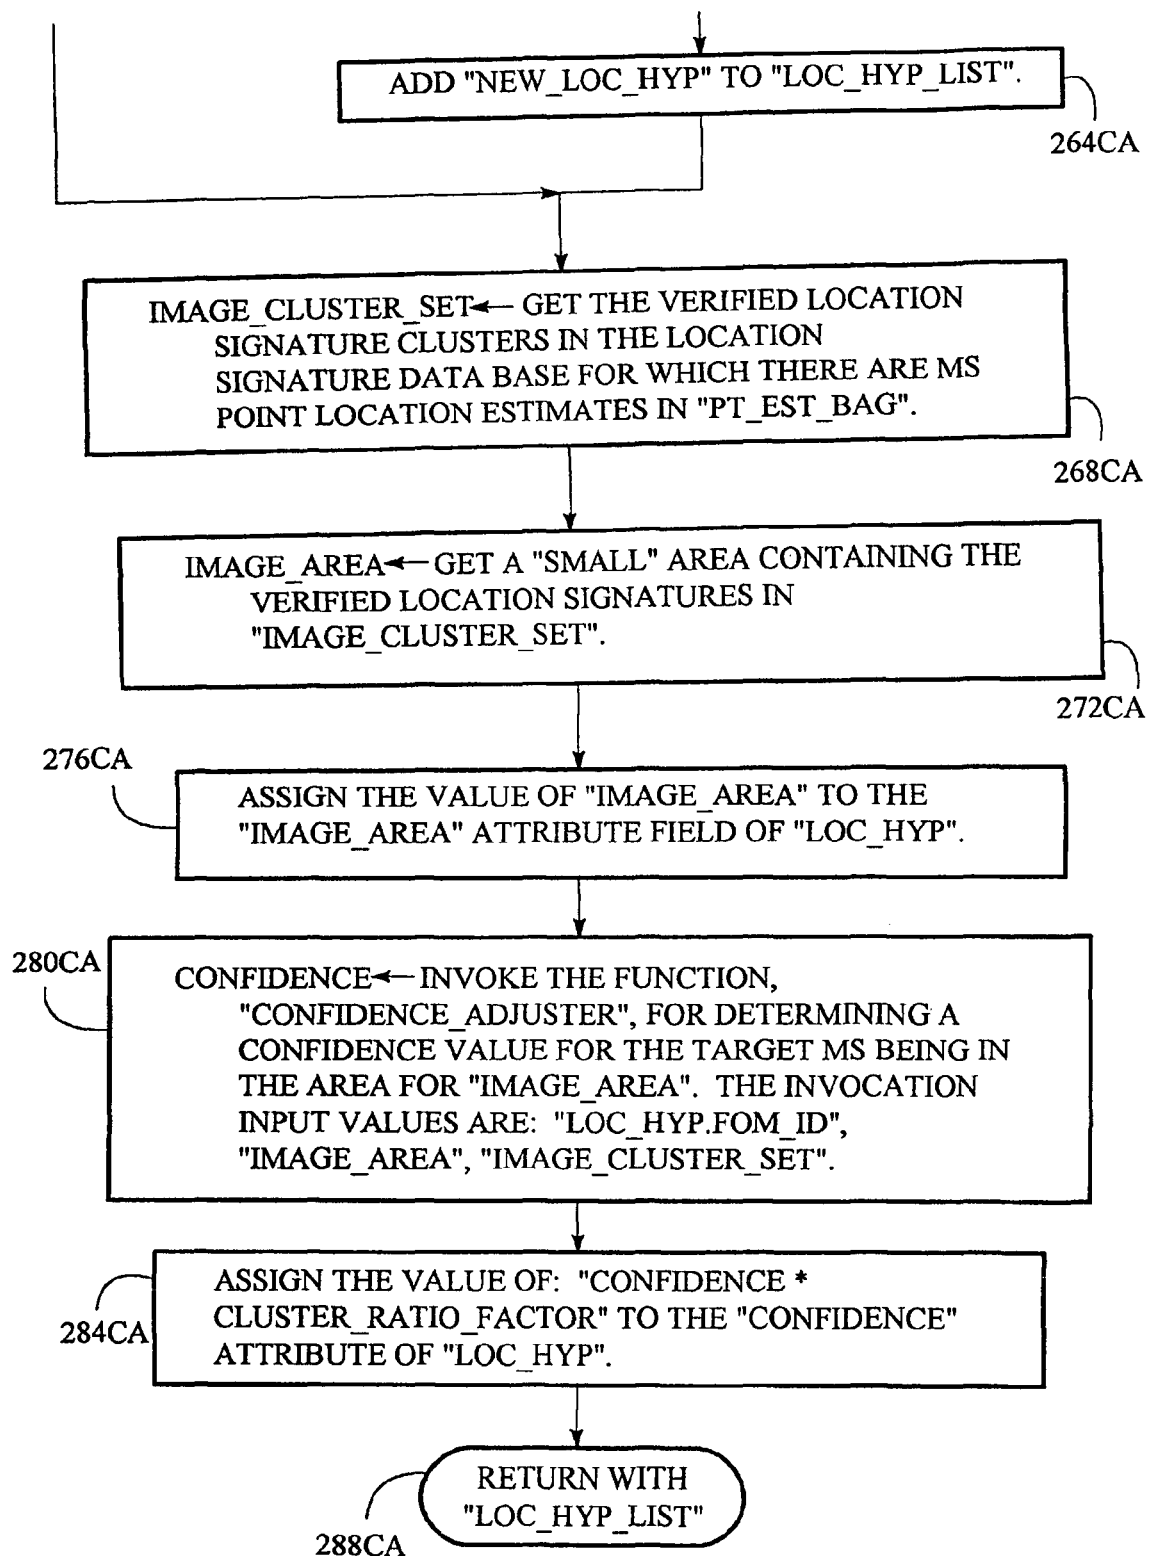 ADD "NEW_LOC_HYP" TO "LOC_HYP_LIST".
264CA
IMAGE_CLUSTER_SET← GET THE VERIFIED LOCATION
SIGNATURE CLUSTERS IN THE LOCATION
SIGNATURE DATA BASE FOR WHICH THERE ARE MS
POINT LOCATION ESTIMATES IN "PT_EST_BAG".
268CA
IMAGE_AREA← GET A "SMALL" AREA CONTAINING THE
VERIFIED LOCATION SIGNATURES IN
"IMAGE_CLUSTER_SET".
272CA
276CA
ASSIGN THE VALUE OF "IMAGE_AREA" TO THE
"IMAGE_AREA" ATTRIBUTE FIELD OF "LOC_HYP".
280CA
CONFIDENCE← INVOKE THE FUNCTION,
"CONFIDENCE_ADJUSTER", FOR DETERMINING A
CONFIDENCE VALUE FOR THE TARGET MS BEING IN
THE AREA FOR "IMAGE_AREA". THE INVOCATION
INPUT VALUES ARE: "LOC_HYP.FOM_ID",
"IMAGE_AREA", "IMAGE_CLUSTER_SET".
284CA
ASSIGN THE VALUE OF: "CONFIDENCE *
CLUSTER_RATIO_FACTOR" TO THE "CONFIDENCE"
ATTRIBUTE OF "LOC_HYP".
RETURN WITH
"LOC_HYP_LIST"
288CA